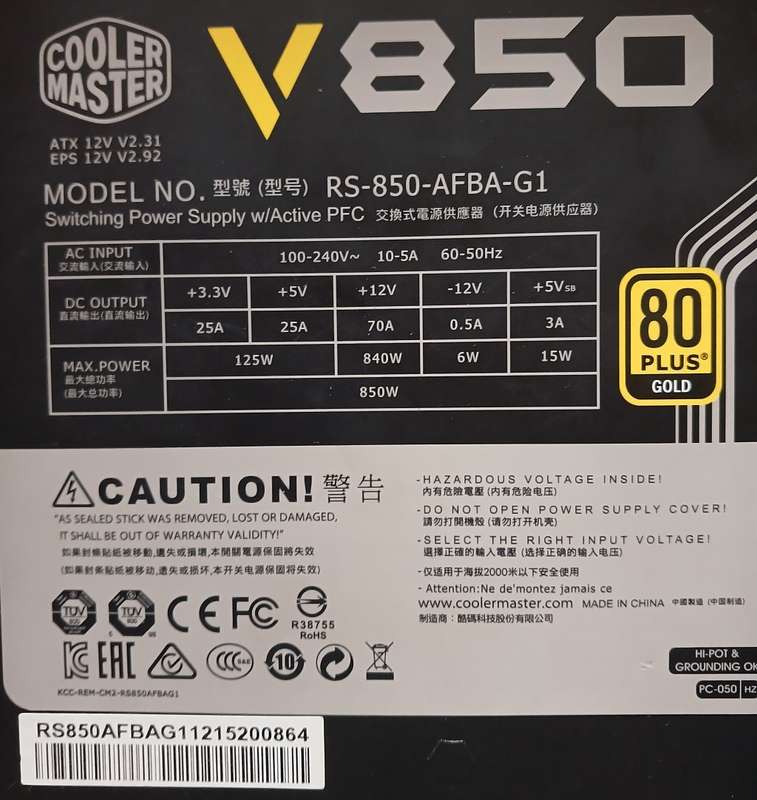 COOLER
MASTER
V850
ATX 12V V2.31
EPS 12V V2.92
MODEL NO. 型號 (型号) RS-850-AFBA-G1
Switching Power Supply w/Active PFC 交換式電源供應器 (开关电源供应器)
AC INPUT
交流輸入(交流输入)
100-240V~ 10-5A 60-50Hz
DC OUTPUT
直流輸出(直流输出)
+3.3V +5V +12V -12V +5VSB
25A 25A 70A 0.5A 3A
MAX.POWER
最大總功率
(最大总功率)
125W 840W 6W 15W
850W
80
PLUS®
GOLD
CAUTION! 警告
"AS SEALED STICK WAS REMOVED, LOST OR DAMAGED,
IT SHALL BE OUT OF WARRANTY VALIDITY!"
如果封條貼紙被移動,遺失或損壞,本開關電源保固將失效
(如果封条贴纸被移动,遗失或损坏,本开关电源保固将失效)
-HAZARDOUS VOLTAGE INSIDE!
內有危險電壓 (内有危险电压)
-DO NOT OPEN POWER SUPPLY COVER!
請勿打開機殼 (请勿打开机壳)
-SELECT THE RIGHT INPUT VOLTAGE!
選擇正確的輸入電壓 (选择正确的输入电压)
-仅适用于海拔2000米以下安全使用
- Attention:Ne de'montez jamais ce
www.coolermaster.com MADE IN CHINA 中國製造 (中国制造)
制造商: 酷碼科技股份有限公司
TÜV
TÜV
C US
CE FC
R38755
RoHS
EAC
CCC S&E
10
KCC-REM-CM2-RS850AFBAG1
HI-POT &
GROUNDING OK
PC-050 HZ
RS850AFBAG11215200864